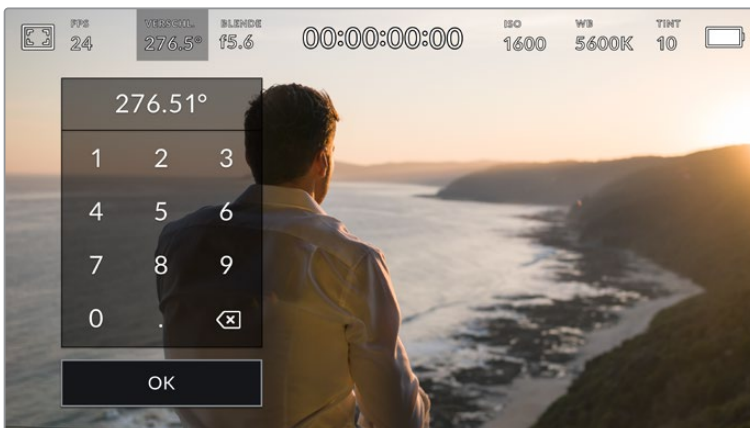 FPS VERSCHL. BLENDE ISO WB TINT
24 276.5° f5.6 00:00:00:00 1600 5600K 10
276.51°
1 2 3
4 5 6
7 8 9
0 .
OK